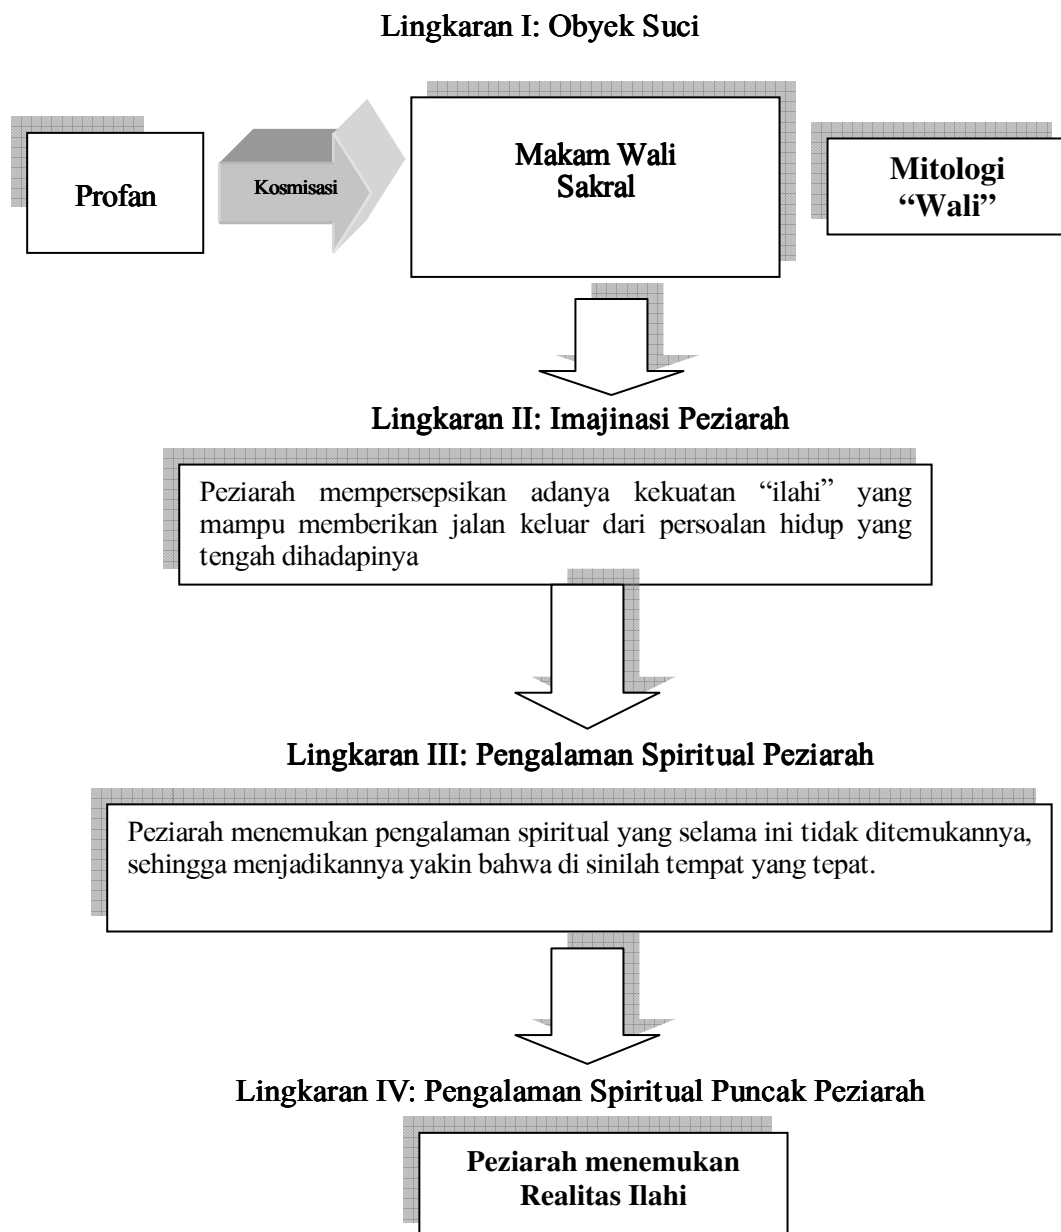 Lingkaran I: Obyek Suci
Profan
Kosmisasi
Makam Wali
Sakral
Mitologi
“Wali”
Lingkaran II: Imajinasi Peziarah
Peziarah mempersepsikan adanya kekuatan “ilahi” yang
mampu memberikan jalan keluar dari persoalan hidup yang
tengah dihadapinya
Lingkaran III: Pengalaman Spiritual Peziarah
Peziarah menemukan pengalaman spiritual yang selama ini tidak ditemukannya,
sehingga menjadikannya yakin bahwa di sinilah tempat yang tepat.
Lingkaran IV: Pengalaman Spiritual Puncak Peziarah
Peziarah menemukan
Realitas Ilahi